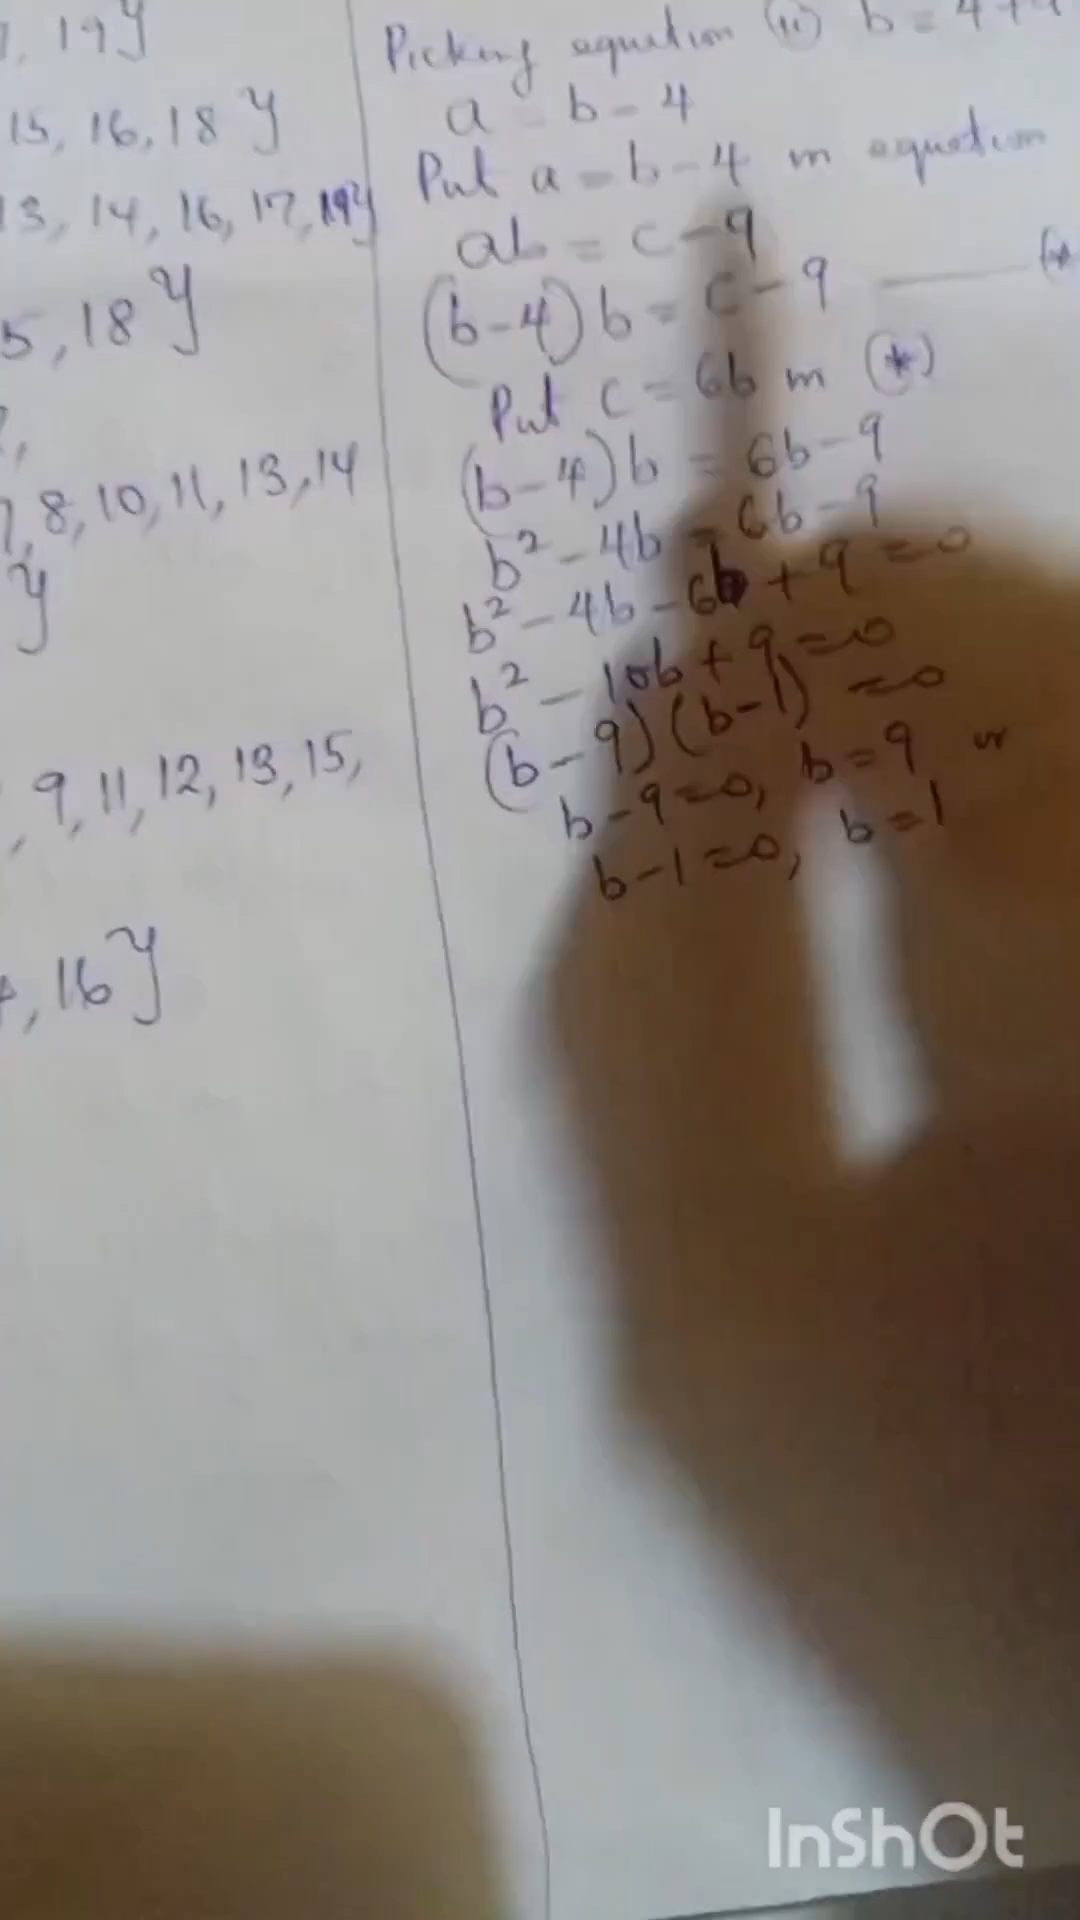 , 19}
15, 16, 18}
13, 14, 16, 17, 19}
5, 18}
7, 8, 10, 11, 13, 14
}
, 9, 11, 12, 13, 15,
, 16}
Picking equation (ii) b = 4 +
a = b - 4
Put a = b - 4 in equation
ab = c - 9
(b - 4) b = c - 9 (*
Put c = 6b in (*)
(b - 4) b = 6b - 9
b² - 4b = 6b - 9
b² - 4b - 6b + 9 = 0
b² - 10b + 9 = 0
(b - 9) (b - 1) = 0
b - 9 = 0, b = 9 or
b - 1 = 0, b = 1
InShOt